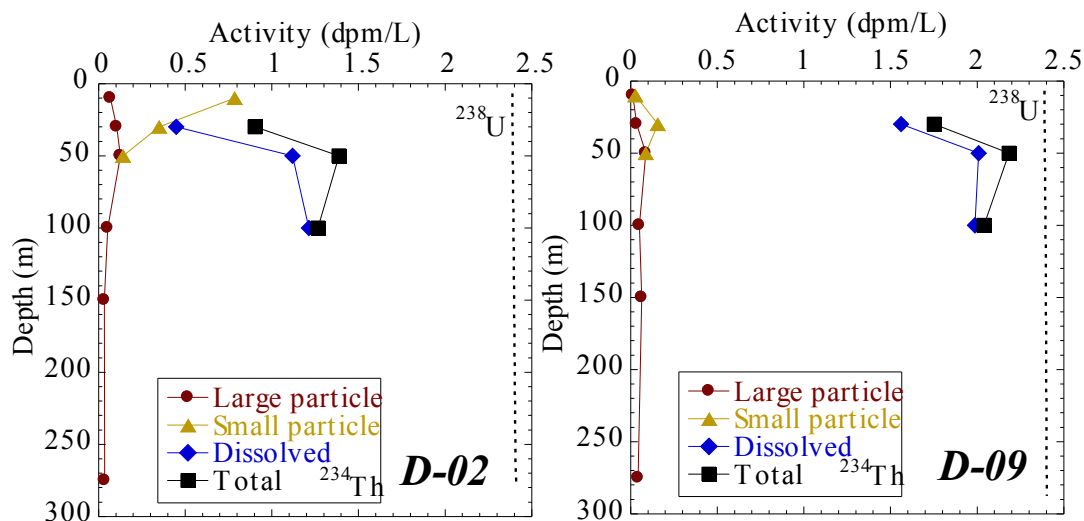 Activity (dpm/L)
0 0.5 1 1.5 2 2.5
0
50
100
150
200
250
300
Depth (m)
238U
Large particle
Small particle
Dissolved
Total 234Th
D-02
Activity (dpm/L)
0 0.5 1 1.5 2 2.5
0
50
100
150
200
250
300
Depth (m)
238U
Large particle
Small particle
Dissolved
Total 234Th
D-09